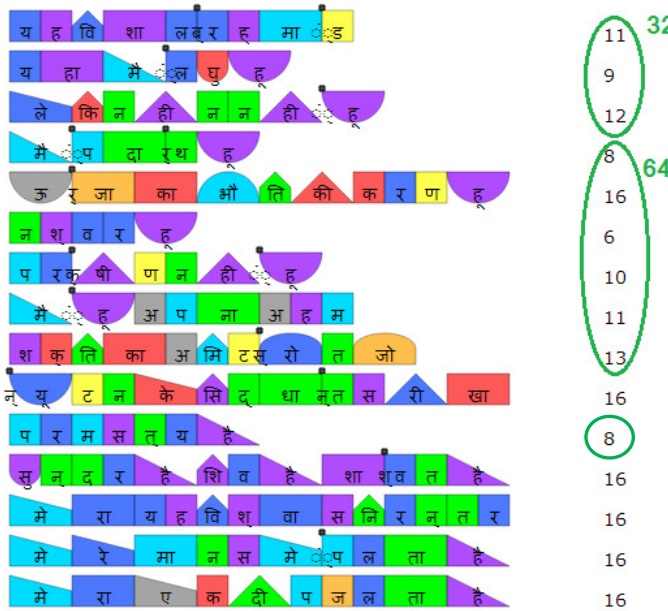 यह विशाल ब्रह्मांड 11 32
यहा मैं लघु हू 9
लेकिन हीन नहीं हू 12
मैं पदार्थ हू 8 64
ऊर्जा का भौतिकीकरण हू 16
नश्वर हू 6
परक्षीण नहीं हू 10
मैं हू अपना अहम 11
शक्ति का अमिट स्रोत जो 13
न्यूटन के सिद्धान्त सरीखा 16
परम सत्य है 8
सुन्दर है शिव है शाश्वत है 16
मेरा यह विश्वास निरन्तर 16
मेरे मानस में पलता है 16
मेरा एक दीप जलता है 16